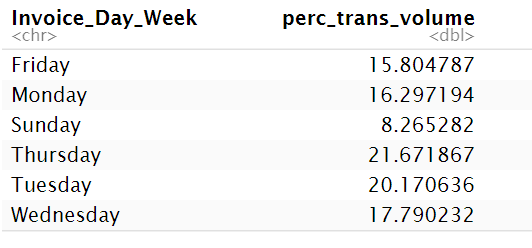 Invoice_Day_Week perc_trans_volume
<chr> <dbl>
Friday 15.804787
Monday 16.297194
Sunday 8.265282
Thursday 21.671867
Tuesday 20.170636
Wednesday 17.790232